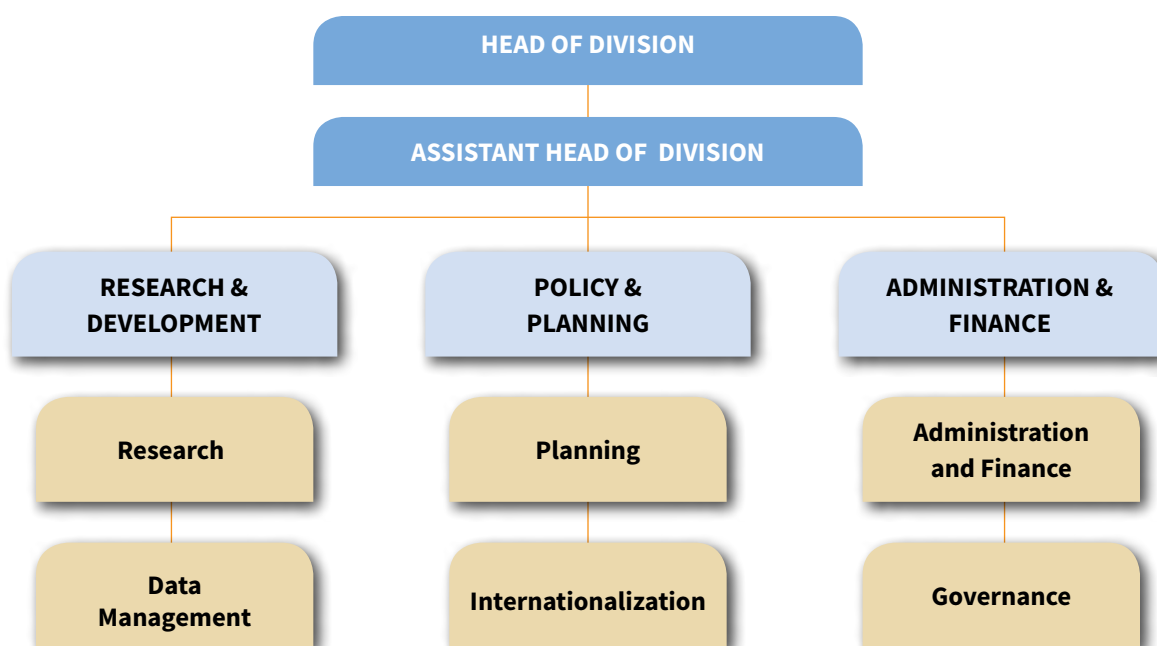 HEAD OF DIVISION
ASSISTANT HEAD OF  DIVISION
RESEARCH &
DEVELOPMENT
POLICY &
PLANNING
ADMINISTRATION &
FINANCE
Research
Planning
Administration
and Finance
Data
Management
Internationalization
Governance